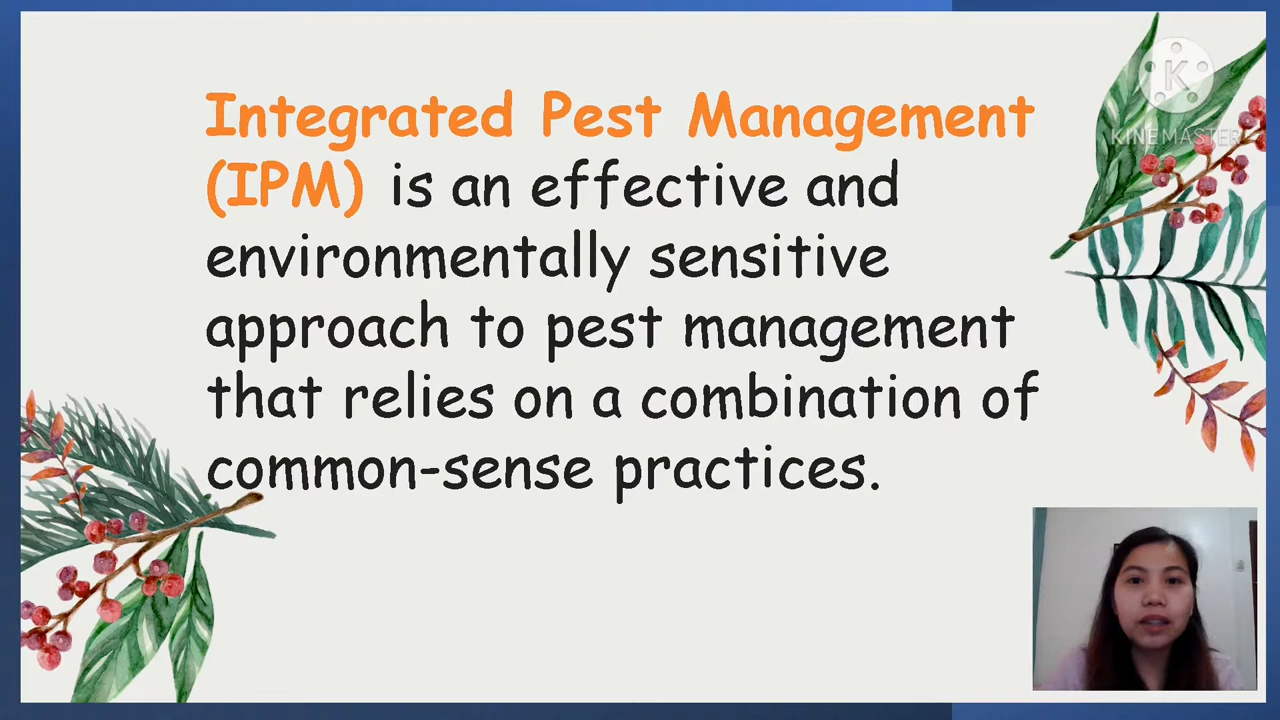 Integrated Pest Management
(IPM) is an effective and
environmentally sensitive
approach to pest management
that relies on a combination of
common-sense practices.
K
KINEMASTER